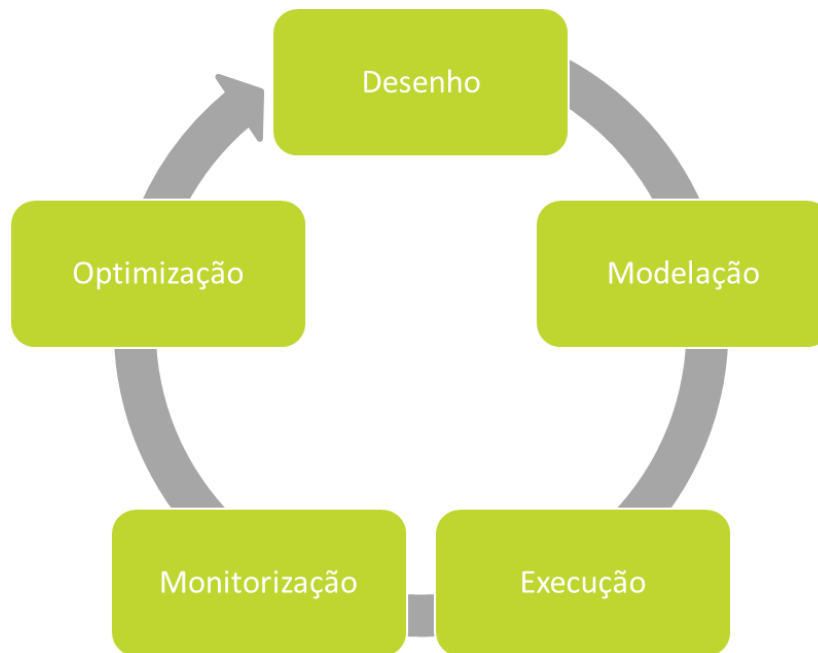 Desenho
Modelação
Execução
Monitorização
Optimização